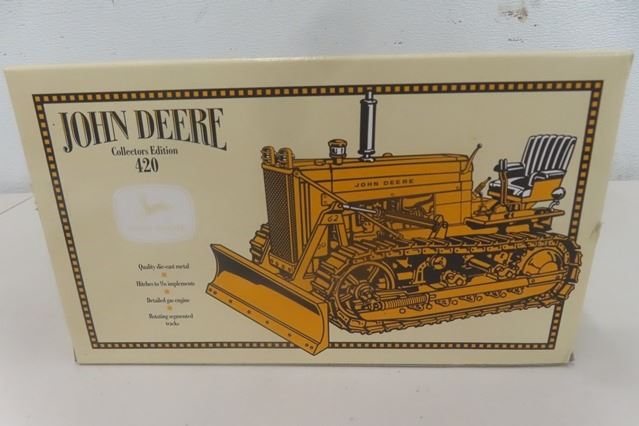 JOHN DEERE
Collectors Edition
420
Quality die-cast metal
Hitches to 1/16 implements
Detailed gas engine
Rotating segmented
tracks
JOHN DEERE
62